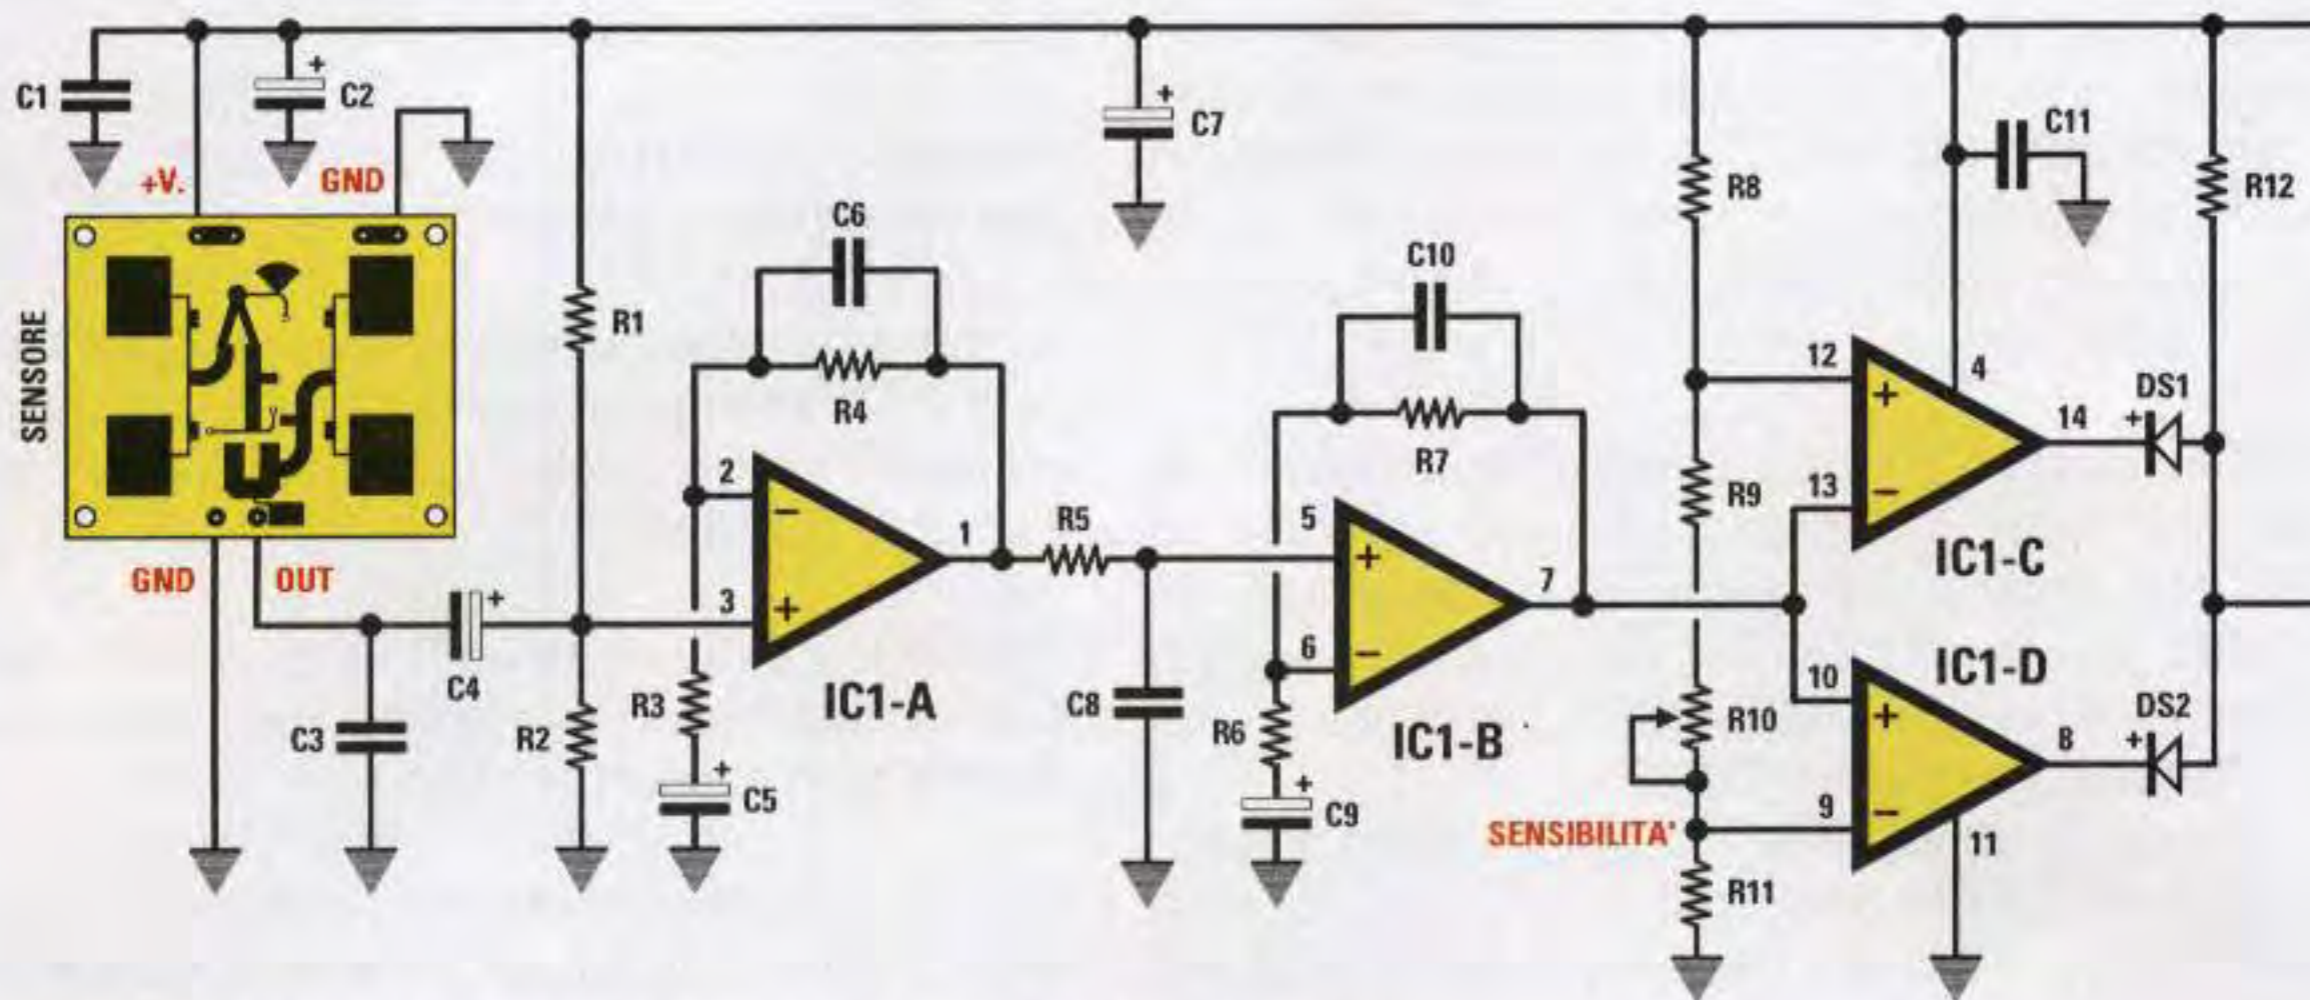 C1
+
C2
+V.
GND
SENSORE
GND
OUT
+
C4
C3
R1
R2
C6
R4
2
3
-
+
1
IC1-A
R3
+
C5
+
C7
R5
C8
C10
R7
5
6
+
-
7
IC1-B
R6
+
C9
R8
R9
R10
SENSIBILITA'
R11
C11
12
13
+
-
4
14
IC1-C
+
DS1
R12
IC1-D
10
9
+
-
8
11
+
DS2